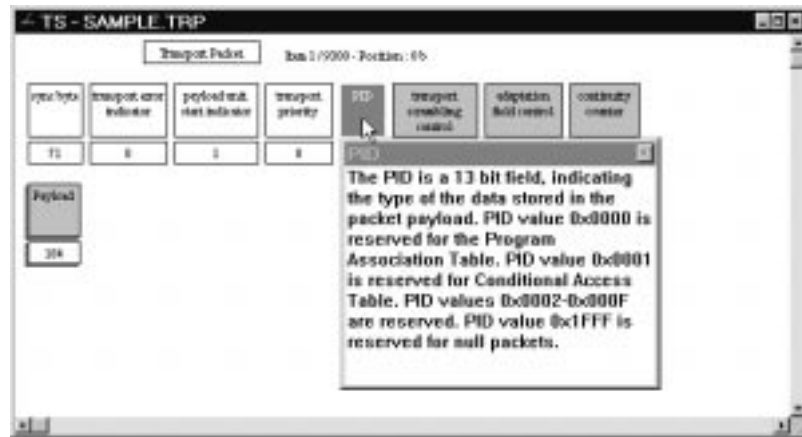 TS - SAMPLE.TRP
Transport Packet
Item 1/9000 - Position : 0 b
sync byte
transport error indicator
payload unit start indicator
transport priority
PID
transport scrambling control
adaptation field control
continuity counter
71
0
1
0
PID
The PID is a 13 bit field, indicating
the type of the data stored in the
packet payload. PID value 0x0000 is
reserved for the Program
Association Table. PID value 0x0001
is reserved for Conditional Access
Table. PID values 0x0002-0x000F
are reserved. PID value 0x1FFF is
reserved for null packets.
Payload
184